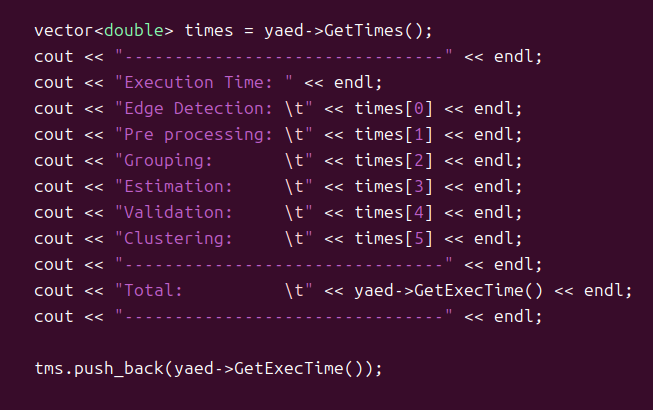 vector<double> times = yaed->GetTimes();
cout << "--------------------------------" << endl;
cout << "Execution Time: " << endl;
cout << "Edge Detection: \t" << times[0] << endl;
cout << "Pre processing: \t" << times[1] << endl;
cout << "Grouping:       \t" << times[2] << endl;
cout << "Estimation:     \t" << times[3] << endl;
cout << "Validation:     \t" << times[4] << endl;
cout << "Clustering:     \t" << times[5] << endl;
cout << "--------------------------------" << endl;
cout << "Total:          \t" << yaed->GetExecTime() << endl;
cout << "--------------------------------" << endl;
tms.push_back(yaed->GetExecTime());